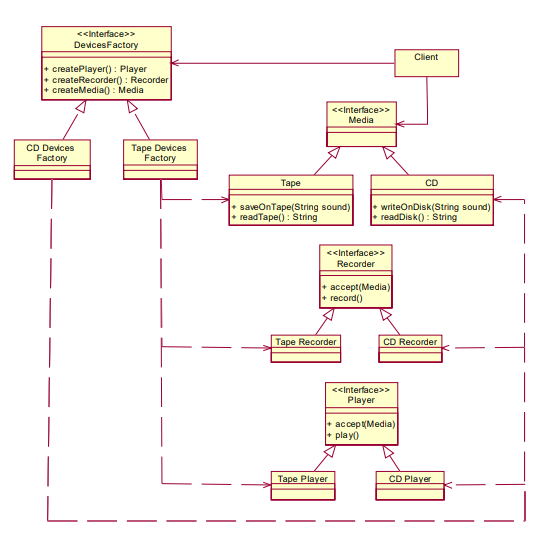 <<Interface>>
DevicesFactory
+ createPlayer() : Player
+ createRecorder() : Recorder
+ createMedia() : Media
Client
<<Interface>>
Media
CD Devices
Factory
Tape Devices
Factory
Tape
+ saveOnTape(String sound)
+ readTape() : String
CD
+ writeOnDisk(String sound)
+ readDisk() : String
<<Interface>>
Recorder
+ accept(Media)
+ record()
Tape Recorder
CD Recorder
<<Interface>>
Player
+ accept(Media)
+ play()
Tape Player
CD Player